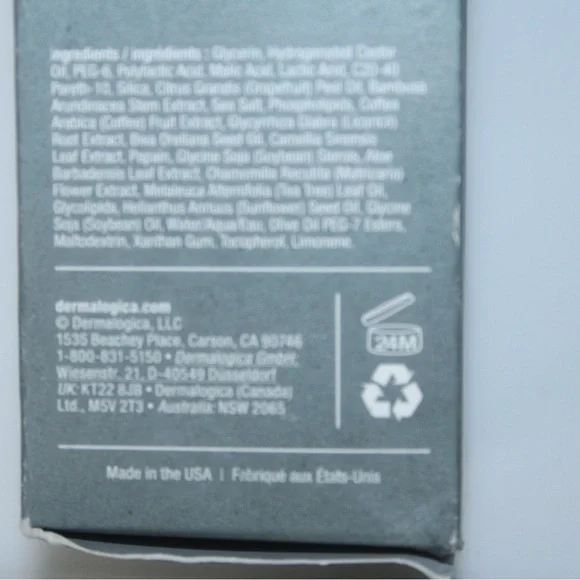 ingredients / ingrédients : Glycerin, Hydrogenated Castor
Oil, PEG-8, Polylactic Acid, Malic Acid, Lactic Acid, C20-40
Pareth-10, Silica, Citrus Grandis (Grapefruit) Peel Oil, Bambusa
Arundinacea Stem Extract, Sea Salt, Phospholipids, Coffea
Arabica (Coffee) Fruit Extract, Glycyrrhiza Glabra (Licorice)
Root Extract, Bixa Orellana Seed Oil, Camellia Sinensis
Leaf Extract, Papain, Glycine Soja (Soybean) Sterols, Aloe
Barbadensis Leaf Extract, Chamomilla Recutita (Matricaria)
Flower Extract, Melaleuca Alternifolia (Tea Tree) Leaf Oil,
Glycolipids, Helianthus Annuus (Sunflower) Seed Oil, Glycine
Soja (Soybean) Oil, Water/Aqua/Eau, Olive Oil PEG-7 Esters,
Maltodextrin, Xanthan Gum, Tocopherol, Limonene.
dermalogica.com
© Dermalogica, LLC
1535 Beachey Place, Carson, CA 90746
1-800-831-5150 • Dermalogica GmbH,
Wiesenstr. 21, D-40549 Düsseldorf
UK: KT22 8JB • Dermalogica (Canada)
Ltd., M5V 2T3 • Australia: NSW 2065
24M
Made in the USA | Fabriqué aux États-Unis